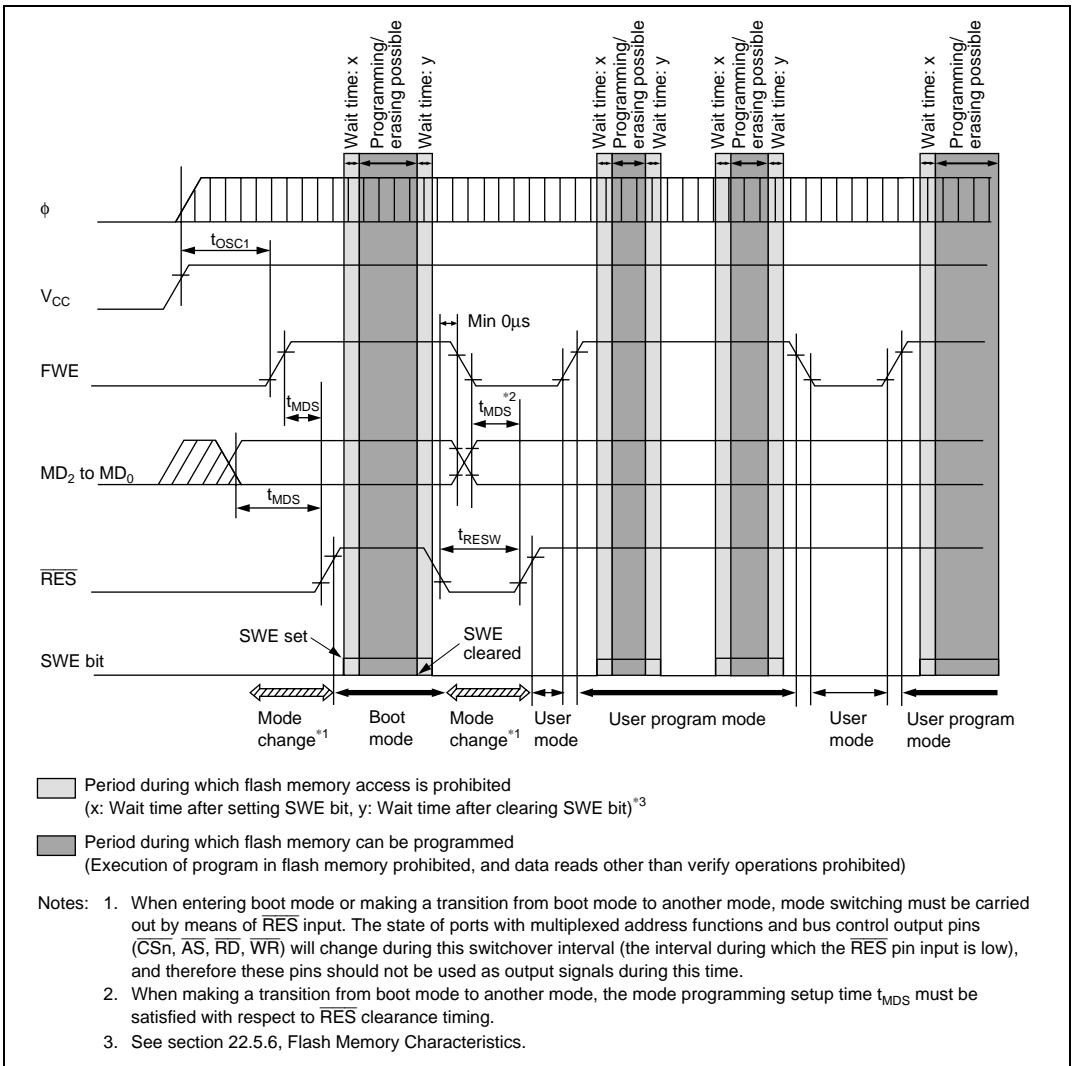 Wait time: x
Programming/
erasing possible
Wait time: y
Wait time: x
Programming/
erasing possible
Wait time: y
Wait time: x
Programming/
erasing possible
Wait time: y
Wait time: x
Programming/
erasing possible
ϕ
tOSC1
VCC
Min 0μs
FWE
tMDS
tMDS*2
MD2 to MD0
tMDS
tRESW
RES
SWE set
SWE
cleared
SWE bit
Mode
change*1
Boot
mode
Mode
change*1
User
mode
User program mode
User
mode
User program
mode
Period during which flash memory access is prohibited
(x: Wait time after setting SWE bit, y: Wait time after clearing SWE bit)*3
Period during which flash memory can be programmed
(Execution of program in flash memory prohibited, and data reads other than verify operations prohibited)
Notes: 1. When entering boot mode or making a transition from boot mode to another mode, mode switching must be carried
out by means of RES input. The state of ports with multiplexed address functions and bus control output pins
(CSn, AS, RD, WR) will change during this switchover interval (the interval during which the RES pin input is low),
and therefore these pins should not be used as output signals during this time.
2. When making a transition from boot mode to another mode, the mode programming setup time tMDS must be
satisfied with respect to RES clearance timing.
3. See section 22.5.6, Flash Memory Characteristics.